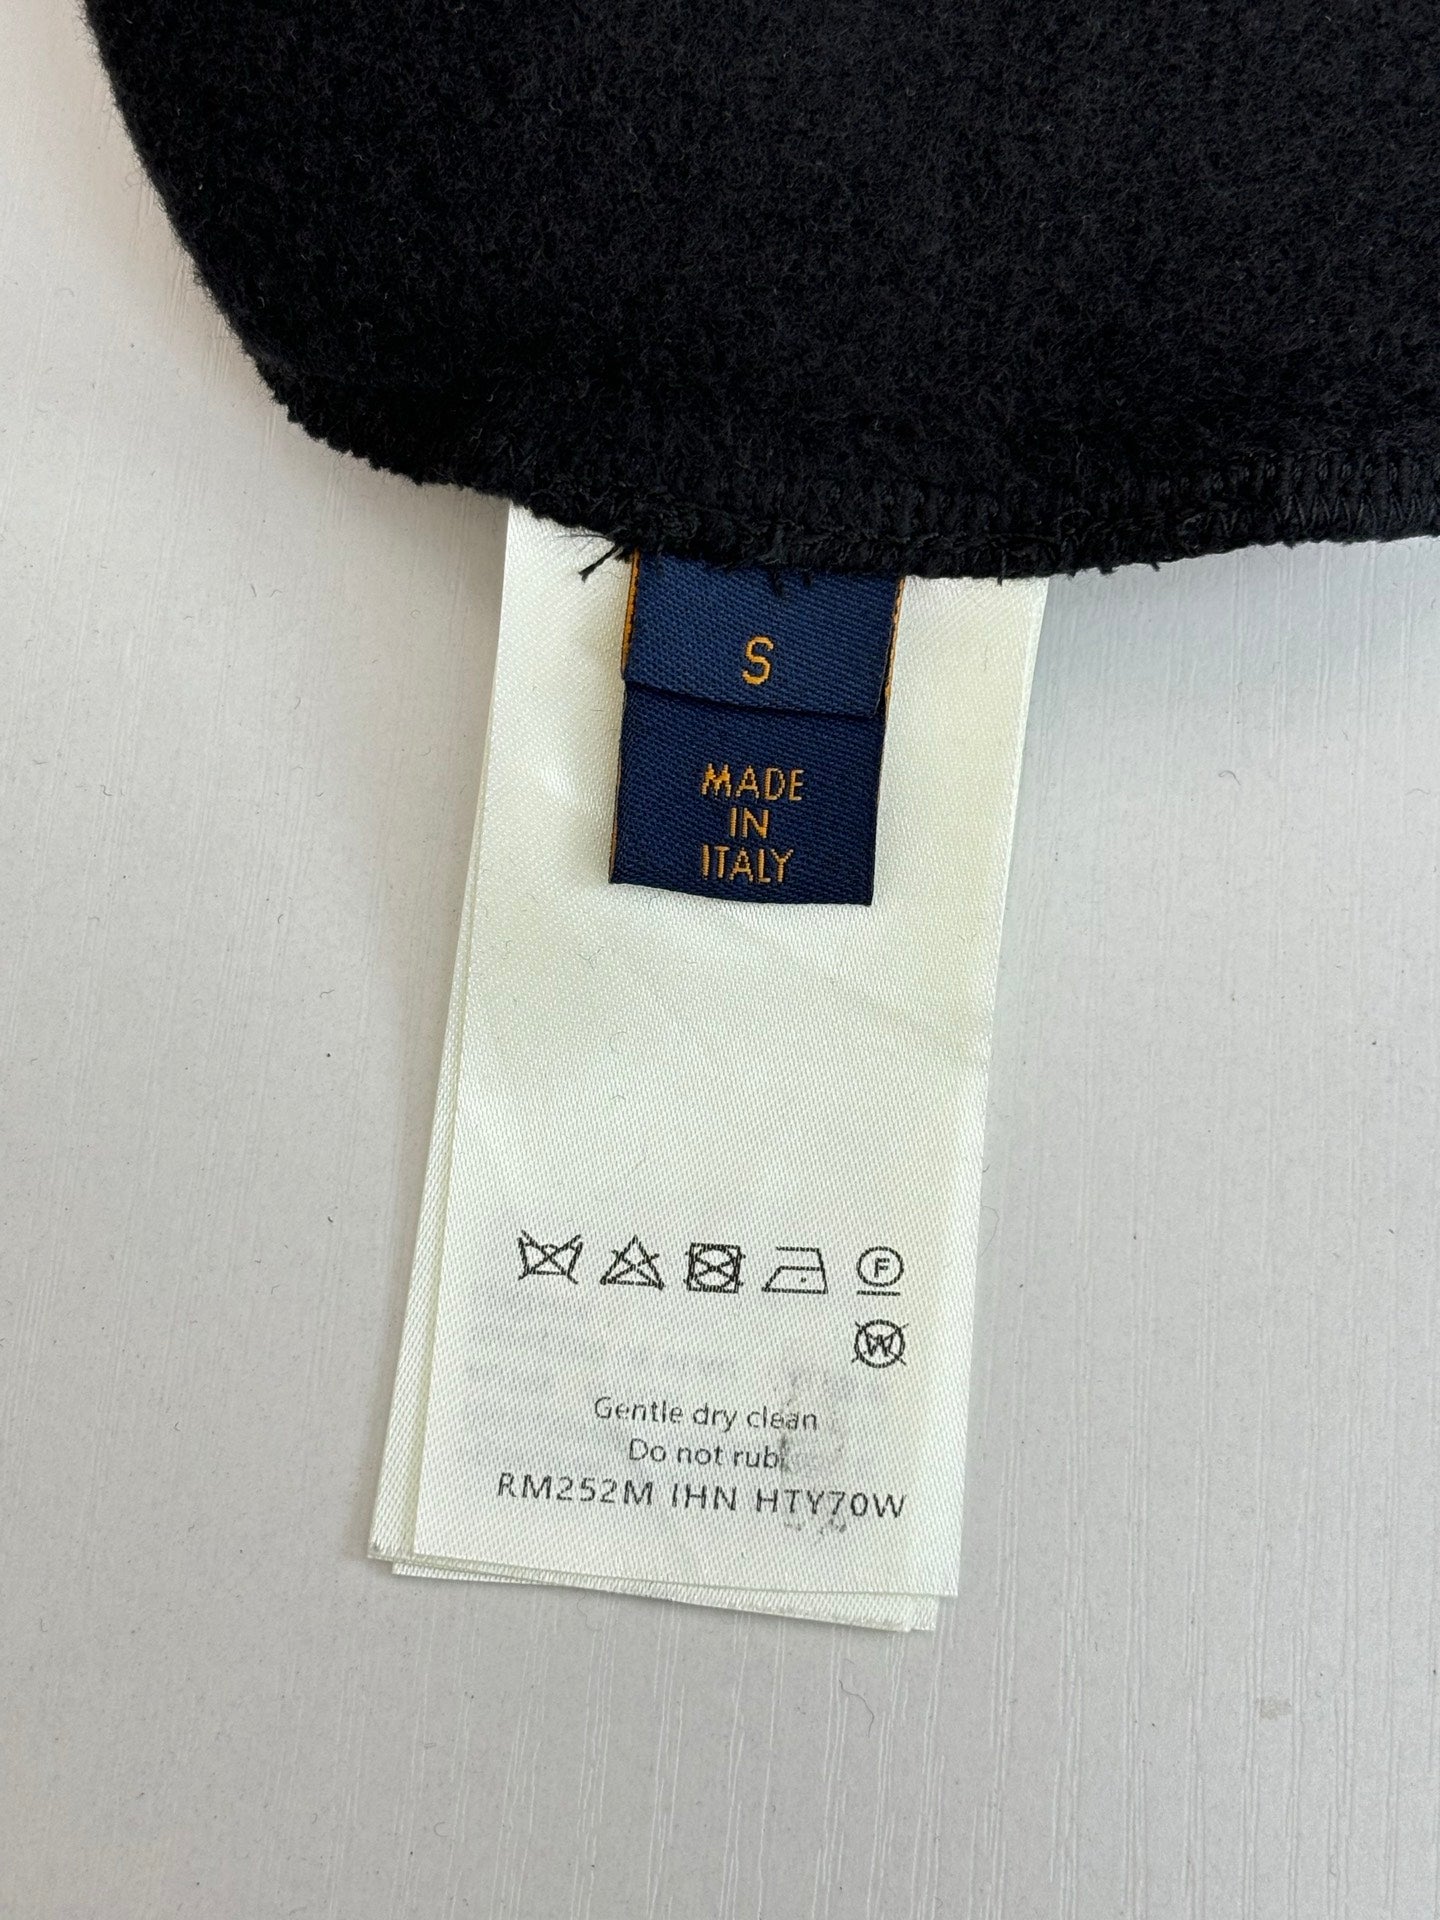 S
MADE
IN
ITALY
F
W
Gentle dry clean
Do not rub
RM252M IHN HTY70W